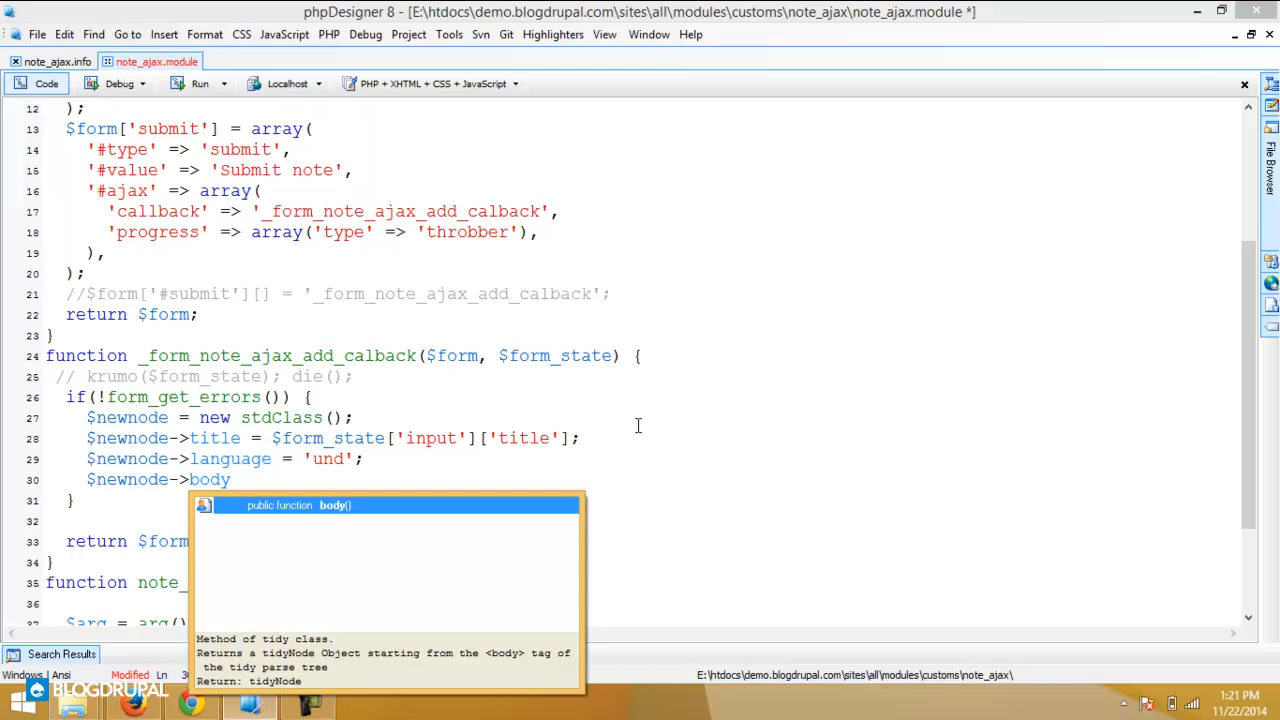 phpDesigner 8 - [E:\htdocs\demo.blogdrupal.com\sites\all\modules\customs\note_ajax\note_ajax.module *]
File Edit Find Go to Insert Format CSS JavaScript PHP Debug Project Tools Svn Git Highlighters View Window Help
note_ajax.info note_ajax.module
Code Debug Run Localhost PHP + XHTML + CSS + JavaScript
File Browser
12 );
13 $form['submit'] = array(
14 '#type' => 'submit',
15 '#value' => 'Submit note',
16 '#ajax' => array(
17 'callback' => '_form_note_ajax_add_calback',
18 'progress' => array('type' => 'throbber'),
19 ),
20 );
21 //$form['#submit'][] = '_form_note_ajax_add_calback';
22 return $form;
23 }
24 function _form_note_ajax_add_calback($form, $form_state) {
25 // krumo($form_state); die();
26 if(!form_get_errors()) {
27 $newnode = new stdClass();
28 $newnode->title = $form_state['input']['title'];
29 $newnode->language = 'und';
30 $newnode->body
31 }
public function body()
32
33 return $form
34 }
35 function note_
36
37 $arg = arg()
Method of tidy class.
Returns a tidyNode Object starting from the <body> tag of
the tidy parse tree
Return: tidyNode
Search Results
Windows | Ansi Modified Ln E:\htdocs\demo.blogdrupal.com\sites\all\modules\customs\note_ajax\
BLOGDRUPAL
1:21 PM
11/22/2014